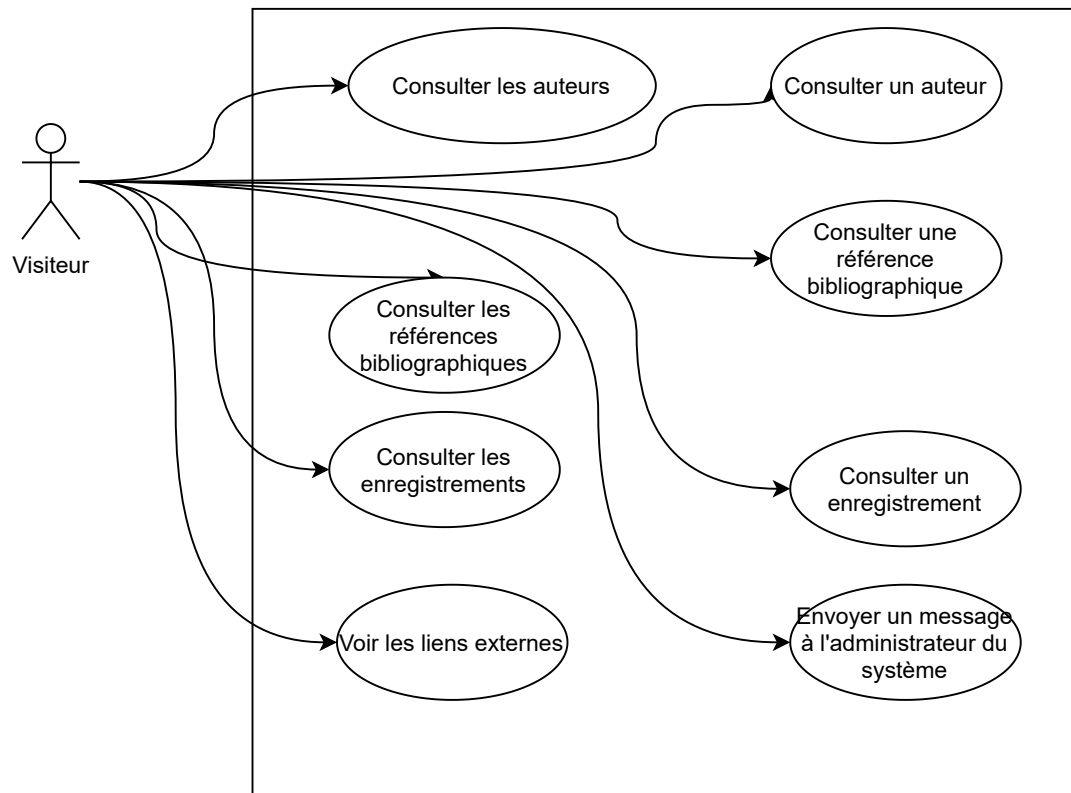 Consulter les auteurs
Consulter un auteur
Visiteur
Consulter une
référence
bibliographique
Consulter les
références
bibliographiques
Consulter les
enregistrements
Consulter un
enregistrement
Voir les liens externes
Envoyer un message
à l'administrateur du
système